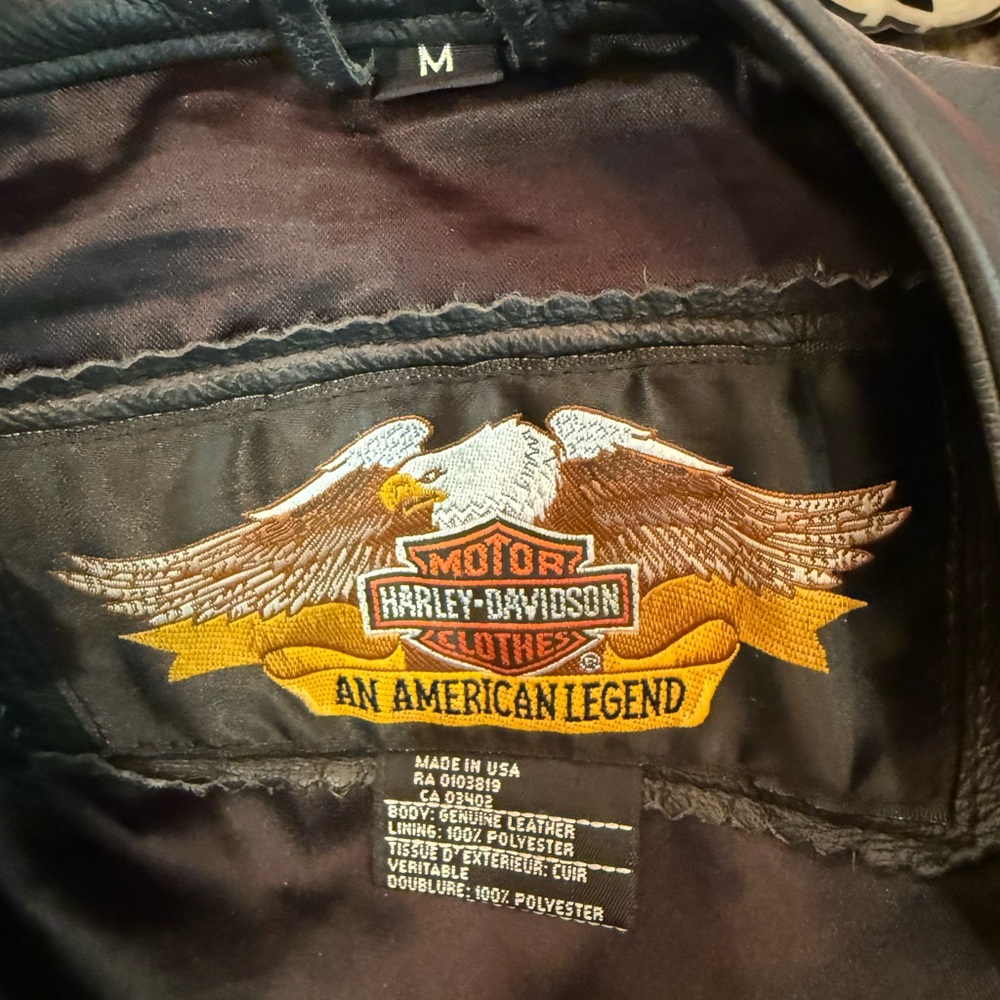 M
MOTOR
HARLEY-DAVIDSON
CLOTHES
®
AN AMERICAN LEGEND
MADE IN USA
RA 0103819
CA 03402
BODY: GENUINE LEATHER
LINING: 100% POLYESTER
TISSUE D'EXTERIEUR: CUIR
VERITABLE
DOUBLURE: 100% POLYESTER